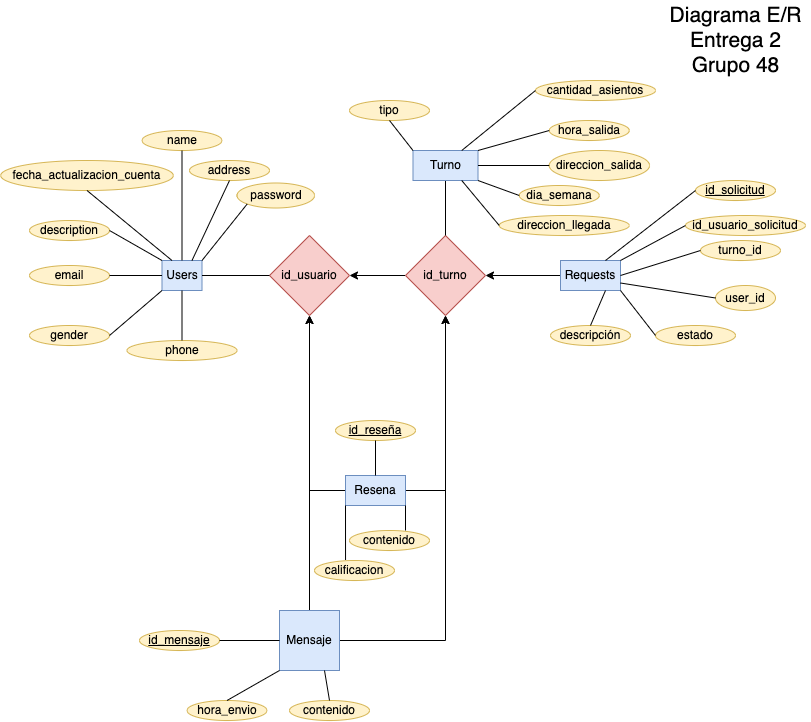 Diagrama E/R
Entrega 2
Grupo 48
cantidad_asientos
tipo
hora_salida
name
Turno
direccion_salida
fecha_actualizacion_cuenta
address
id_solicitud
password
dia_semana
direccion_llegada
id_usuario_solicitud
description
turno_id
email
Users
id_usuario
id_turno
Requests
user_id
gender
phone
descripción
estado
id_reseña
Resena
contenido
calificacion
id_mensaje
Mensaje
hora_envio
contenido